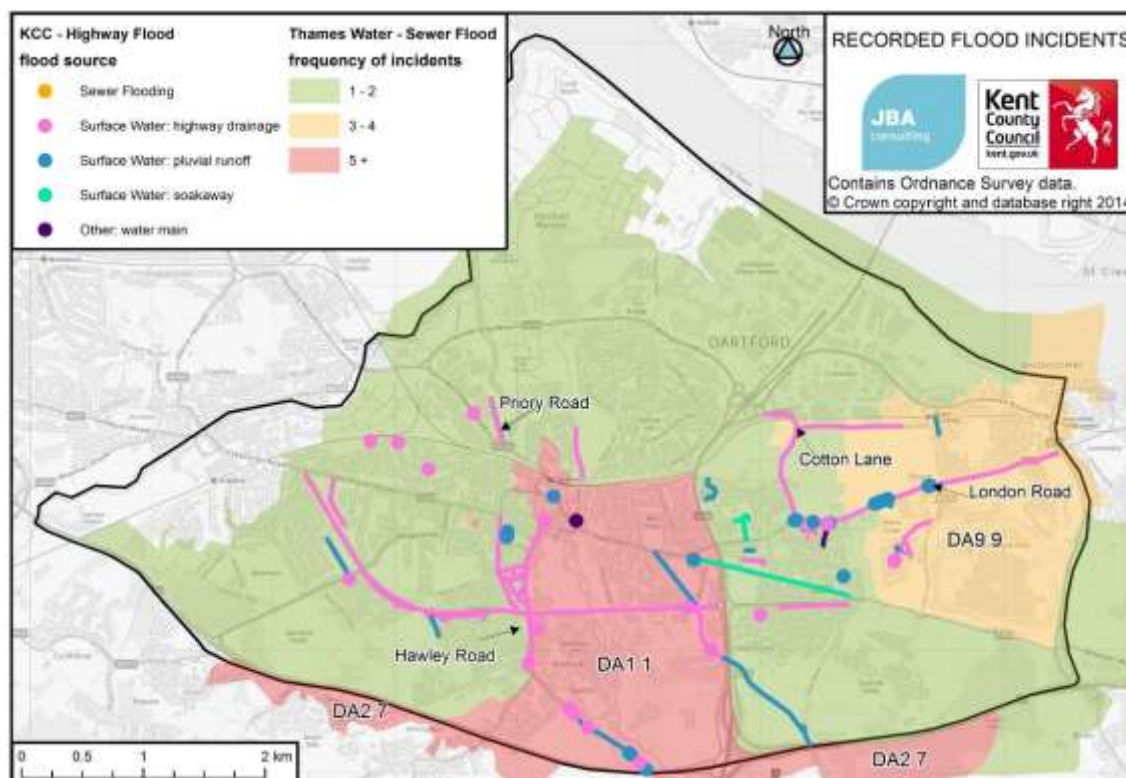 KCC - Highway Flood
flood source
Sewer Flooding
Surface Water: highway drainage
Surface Water: pluvial runoff
Surface Water: soakaway
Other: water main
Thames Water - Sewer Flood
frequency of incidents
1 - 2
3 - 4
5 +
North
RECORDED FLOOD INCIDENTS
JBA
consulting
Kent
County
Council
kent.gov.uk
Contains Ordnance Survey data.
© Crown copyright and database right 2014
DARTFORD
Priory Road
Cotton Lane
London Road
DA9 9
Hawley Road
DA1 1
DA2 7
DA2 7
0 0.5 1 2 km